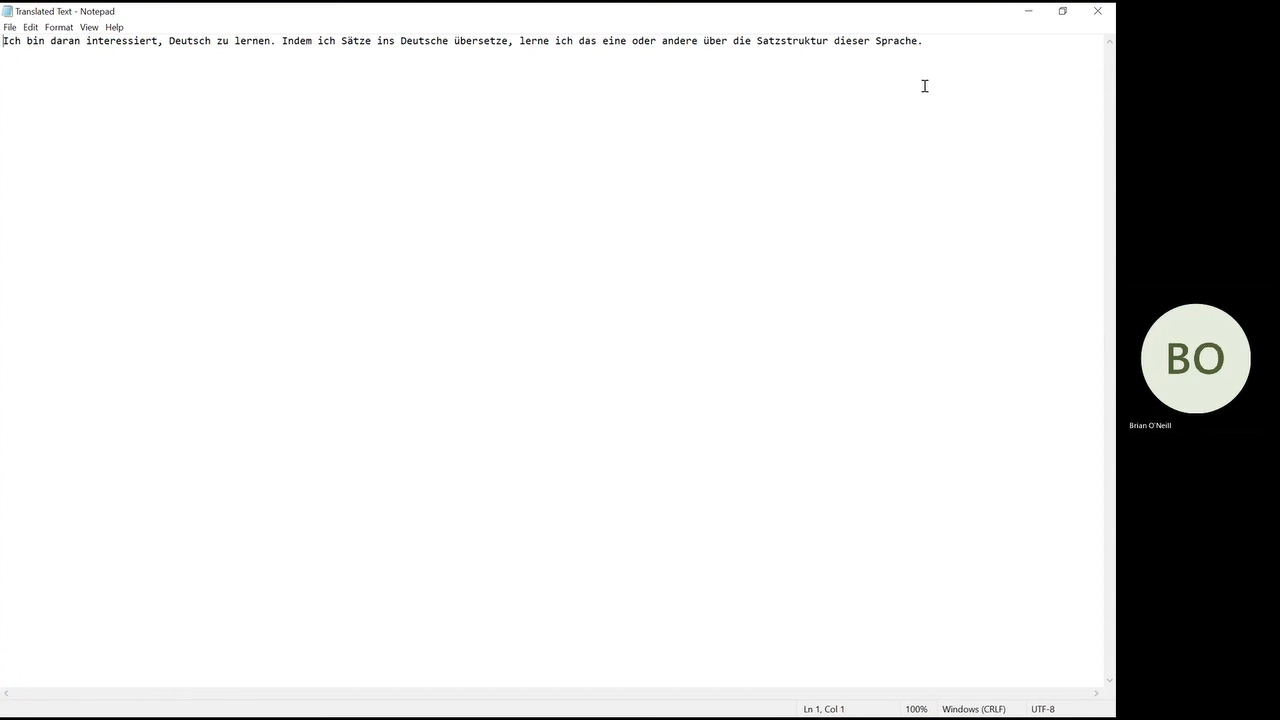 Translated Text - Notepad
File Edit Format View Help
Ich bin daran interessiert, Deutsch zu lernen. Indem ich Sätze ins Deutsche übersetze, lerne ich das eine oder andere über die Satzstruktur dieser Sprache.
BO
Brian O'Neill
Ln 1, Col 1 100% Windows (CRLF) UTF-8